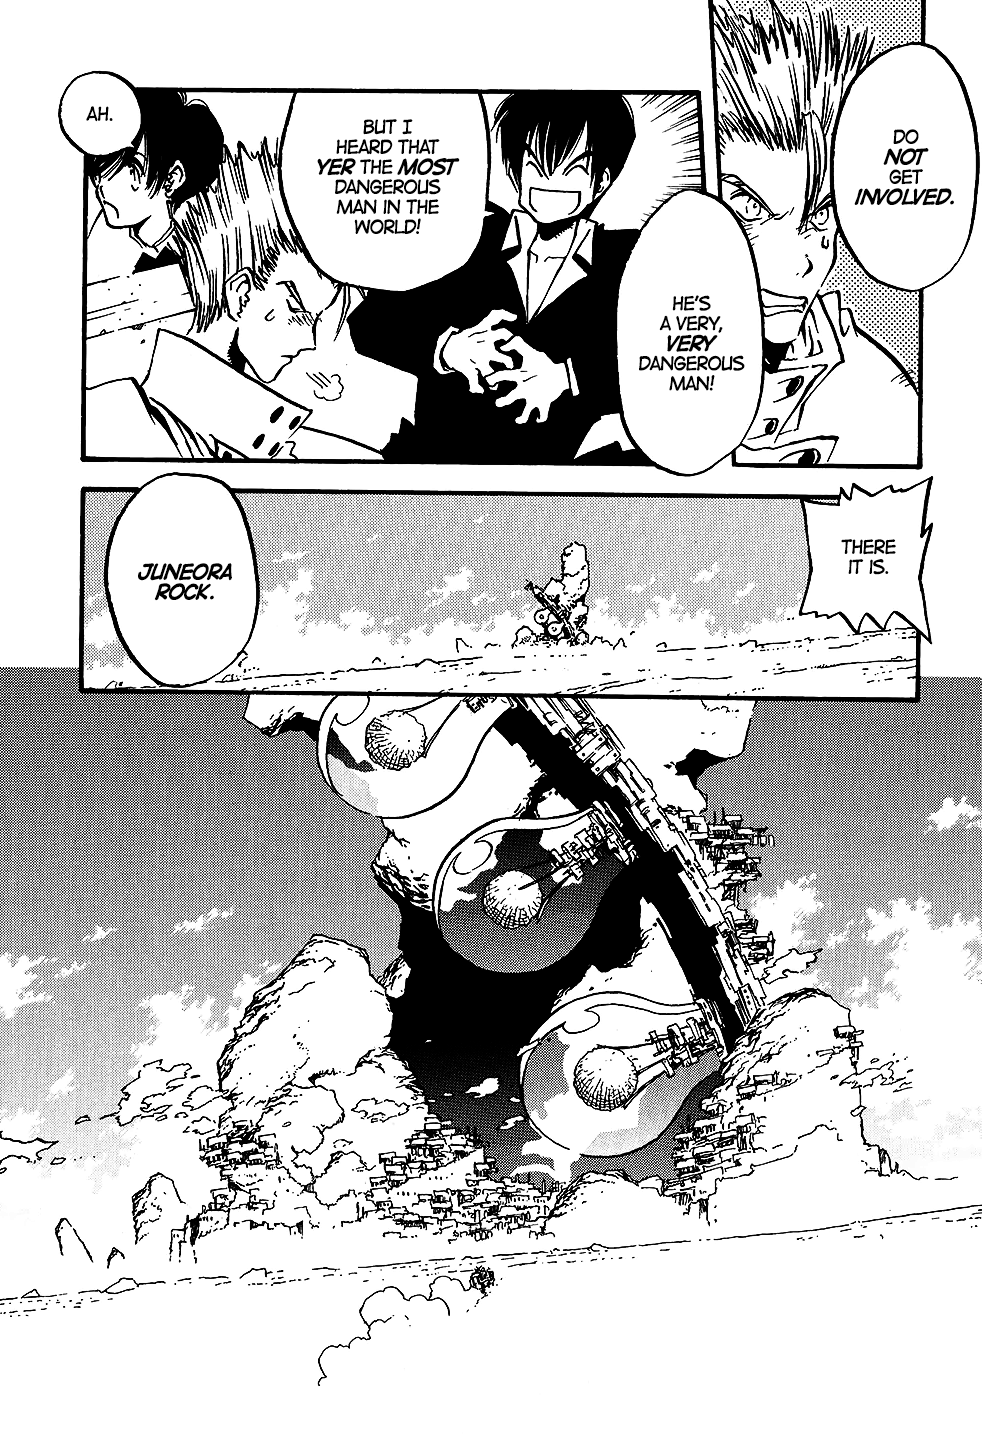 DO
NOT
GET
INVOLVED.
HE'S
A VERY,
VERY
DANGEROUS
MAN!
BUT I
HEARD THAT
YER THE MOST
DANGEROUS
MAN IN THE
WORLD!
AH.
THERE
IT IS.
JUNEORA
ROCK.